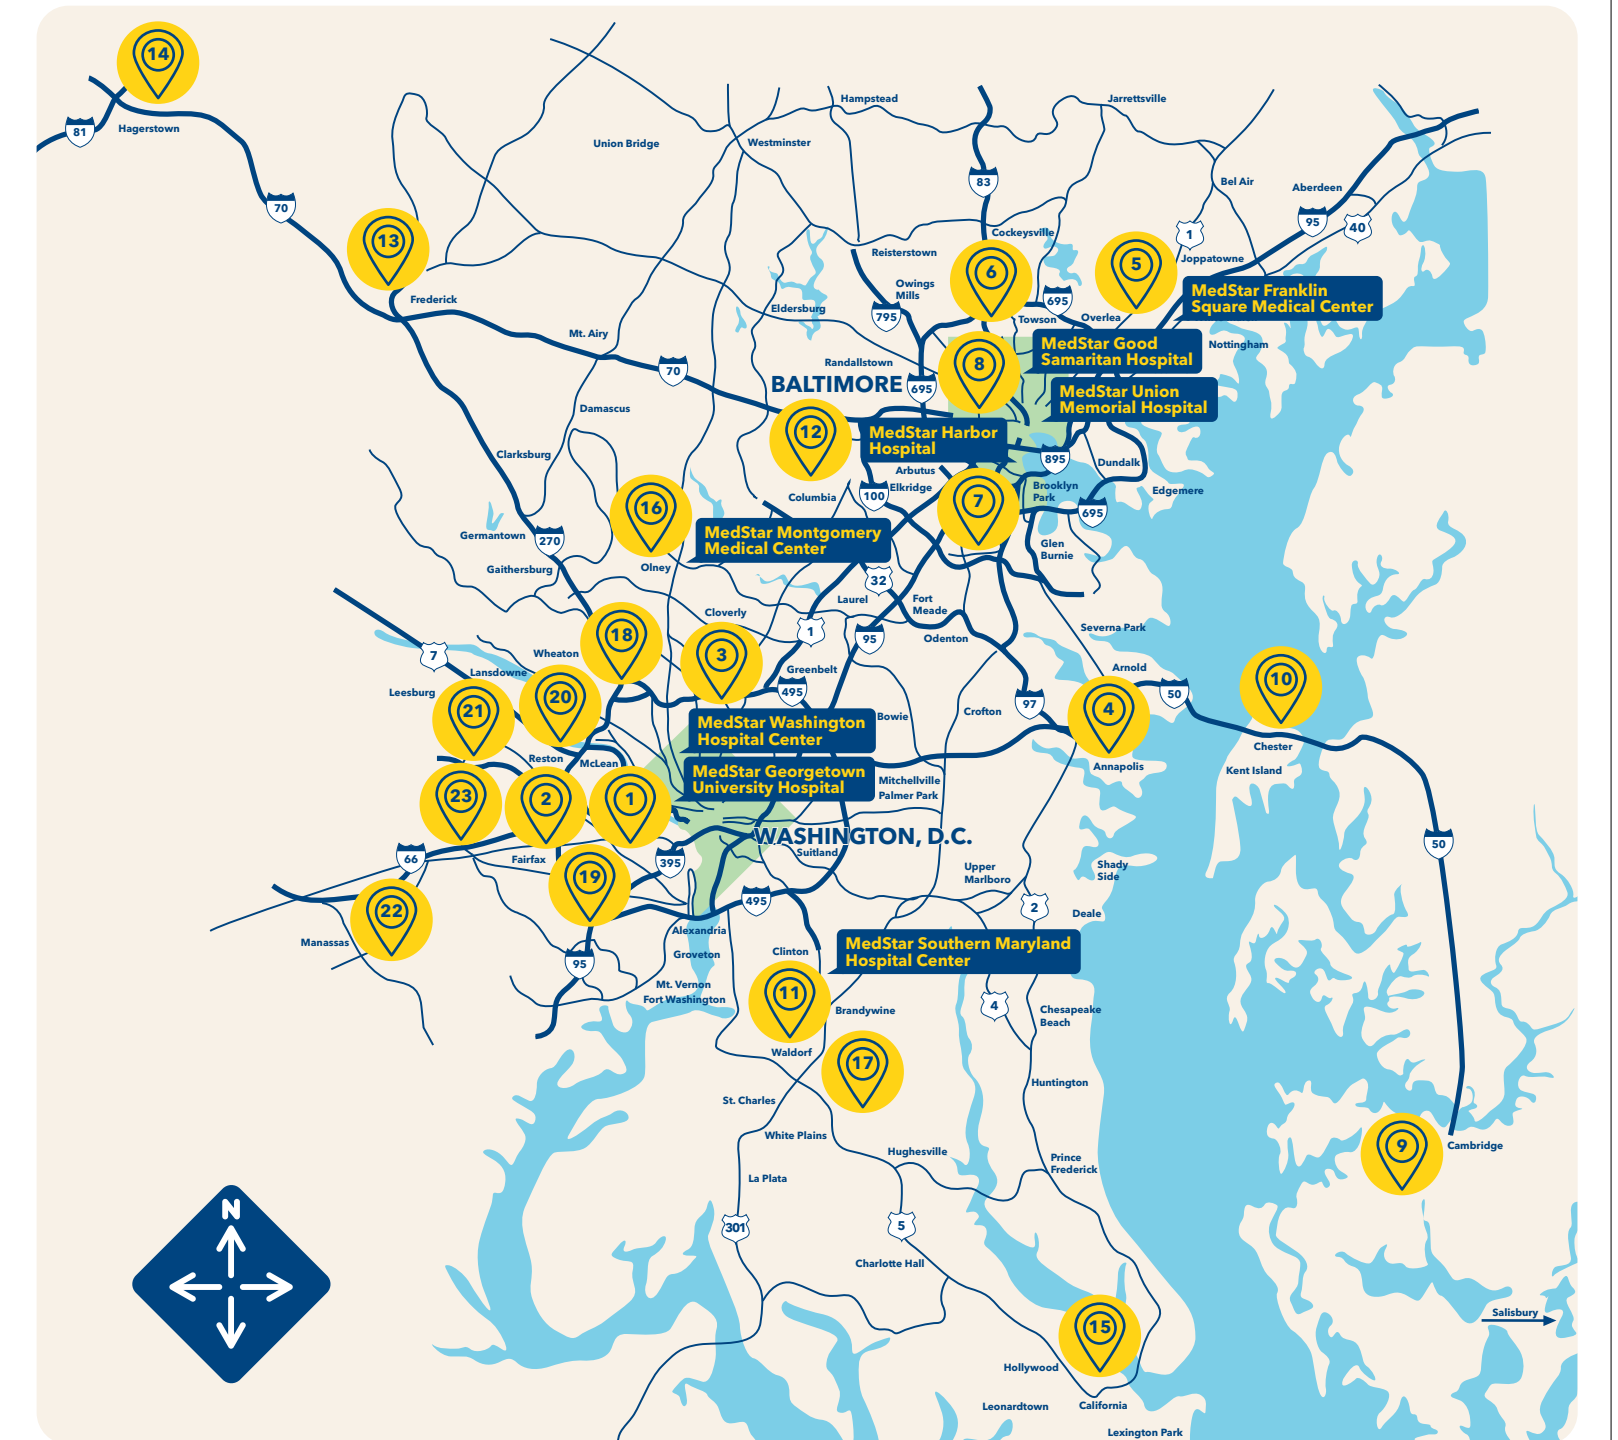 14
81
Hagerstown
Hampstead
Jarrettsville
Union Bridge
Westminster
83
Bel Air
Aberdeen
70
95
40
1
13
Cockeysville
Reisterstown
6
5
Joppatowne
Owings
Mills
Frederick
695
MedStar Franklin
Square Medical Center
Eldersburg
795
Towson
Overlea
Mt. Airy
Nottingham
MedStar Good
Samaritan Hospital
Randallstown
8
70
BALTIMORE
695
MedStar Union
Memorial Hospital
Damascus
12
MedStar Harbor
Hospital
Clarksburg
895
Dundalk
Arbutus
Elkridge
Columbia
100
Brooklyn
Park
Edgemere
16
7
695
Germantown
270
MedStar Montgomery
Medical Center
Glen
Burnie
Gaithersburg
Olney
32
Laurel
Fort
Meade
Cloverly
18
1
95
Odenton
Severna Park
7
Wheaton
3
Lansdowne
Greenbelt
Arnold
Leesburg
20
495
50
10
21
97
4
Crofton
Bowie
MedStar Washington
Hospital Center
Chester
Reston
McLean
Annapolis
Kent Island
MedStar Georgetown
University Hospital
Mitchellville
Palmer Park
23
2
1
WASHINGTON, D.C.
50
66
Fairfax
395
Suitland
Upper
Marlboro
Shady
Side
19
495
2
22
Deale
Manassas
Alexandria
MedStar Southern Maryland
Hospital Center
Groveton
Clinton
95
Mt. Vernon
Fort Washington
11
4
Brandywine
Chesapeake
Beach
Waldorf
17
Huntington
St. Charles
White Plains
Hughesville
9
Cambridge
Prince
Frederick
La Plata
N
301
5
Charlotte Hall
Salisbury
15
Hollywood
Leonardtown
California
Lexington Park